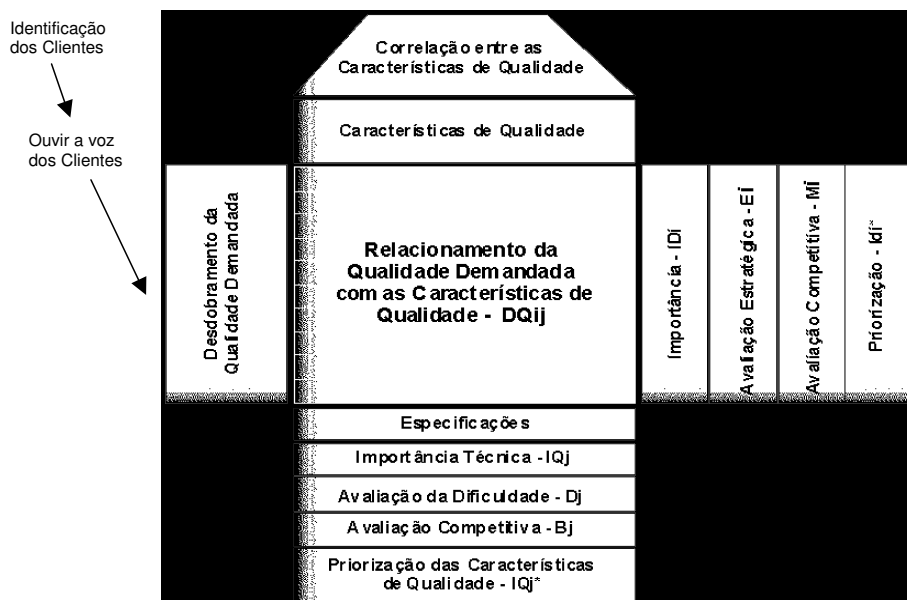 Identificação
dos Clientes
Ouvir a voz
dos Clientes
Correlação entre as
Características de Qualidade
Características de Qualidade
Desdobramento da
Qualidade Demandada
Relacionamento da
Qualidade Demandada
com as Características de
Qualidade - DQij
Importância - IDi
Avaliação Estratégica - Ei
Avaliação Competitiva - Mi
Priorização - Idi*
Especificações
Importância Técnica - IQj
Avaliação da Dificuldade - Dj
Avaliação Competitiva - Bj
Priorização das Características
de Qualidade - IQj*